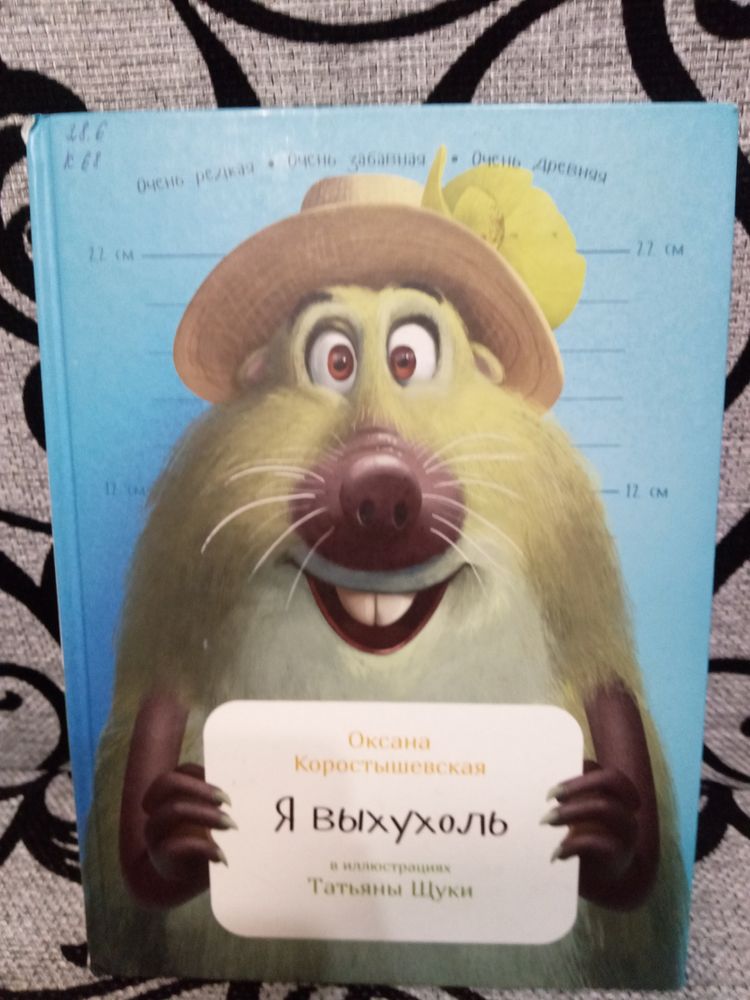 28.6
К 68
Очень редкая • Очень забавная • Очень древняя
22 см 22 см
12 см 12 см
Оксана
Коростышевская
Я выхухоль
в иллюстрациях
Татьяны Щуки